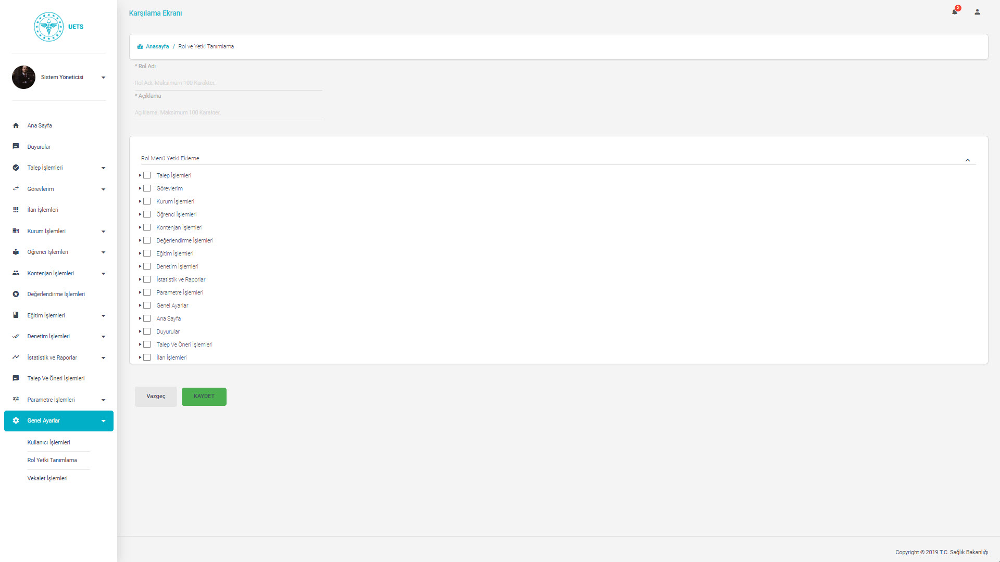 UETS
Sistem Yöneticisi
Ana Sayfa
Duyurular
Talep İşlemleri
Görevlerim
İlan İşlemleri
Kurum İşlemleri
Öğrenci İşlemleri
Kontenjan İşlemleri
Değerlendirme İşlemleri
Eğitim İşlemleri
Denetim İşlemleri
İstatistik ve Raporlar
Talep Ve Öneri İşlemleri
Parametre İşlemleri
Genel Ayarlar
Kullanıcı İşlemleri
Rol Yetki Tanımlama
Vekalet İşlemleri
Karşılama Ekranı
0
Anasayfa / Rol ve Yetki Tanımlama
* Rol Adı
Rol Adı. Maksimum 100 Karakter.
* Açıklama
Açıklama. Maksimum 100 Karakter.
Rol Menü Yetki Ekleme
Talep İşlemleri
Görevlerim
Kurum İşlemleri
Öğrenci İşlemleri
Kontenjan İşlemleri
Değerlendirme İşlemleri
Eğitim İşlemleri
Denetim İşlemleri
İstatistik ve Raporlar
Parametre İşlemleri
Genel Ayarlar
Ana Sayfa
Duyurular
Talep Ve Öneri İşlemleri
İlan İşlemleri
Vazgeç KAYDET
Copyright © 2019 T.C. Sağlık Bakanlığı